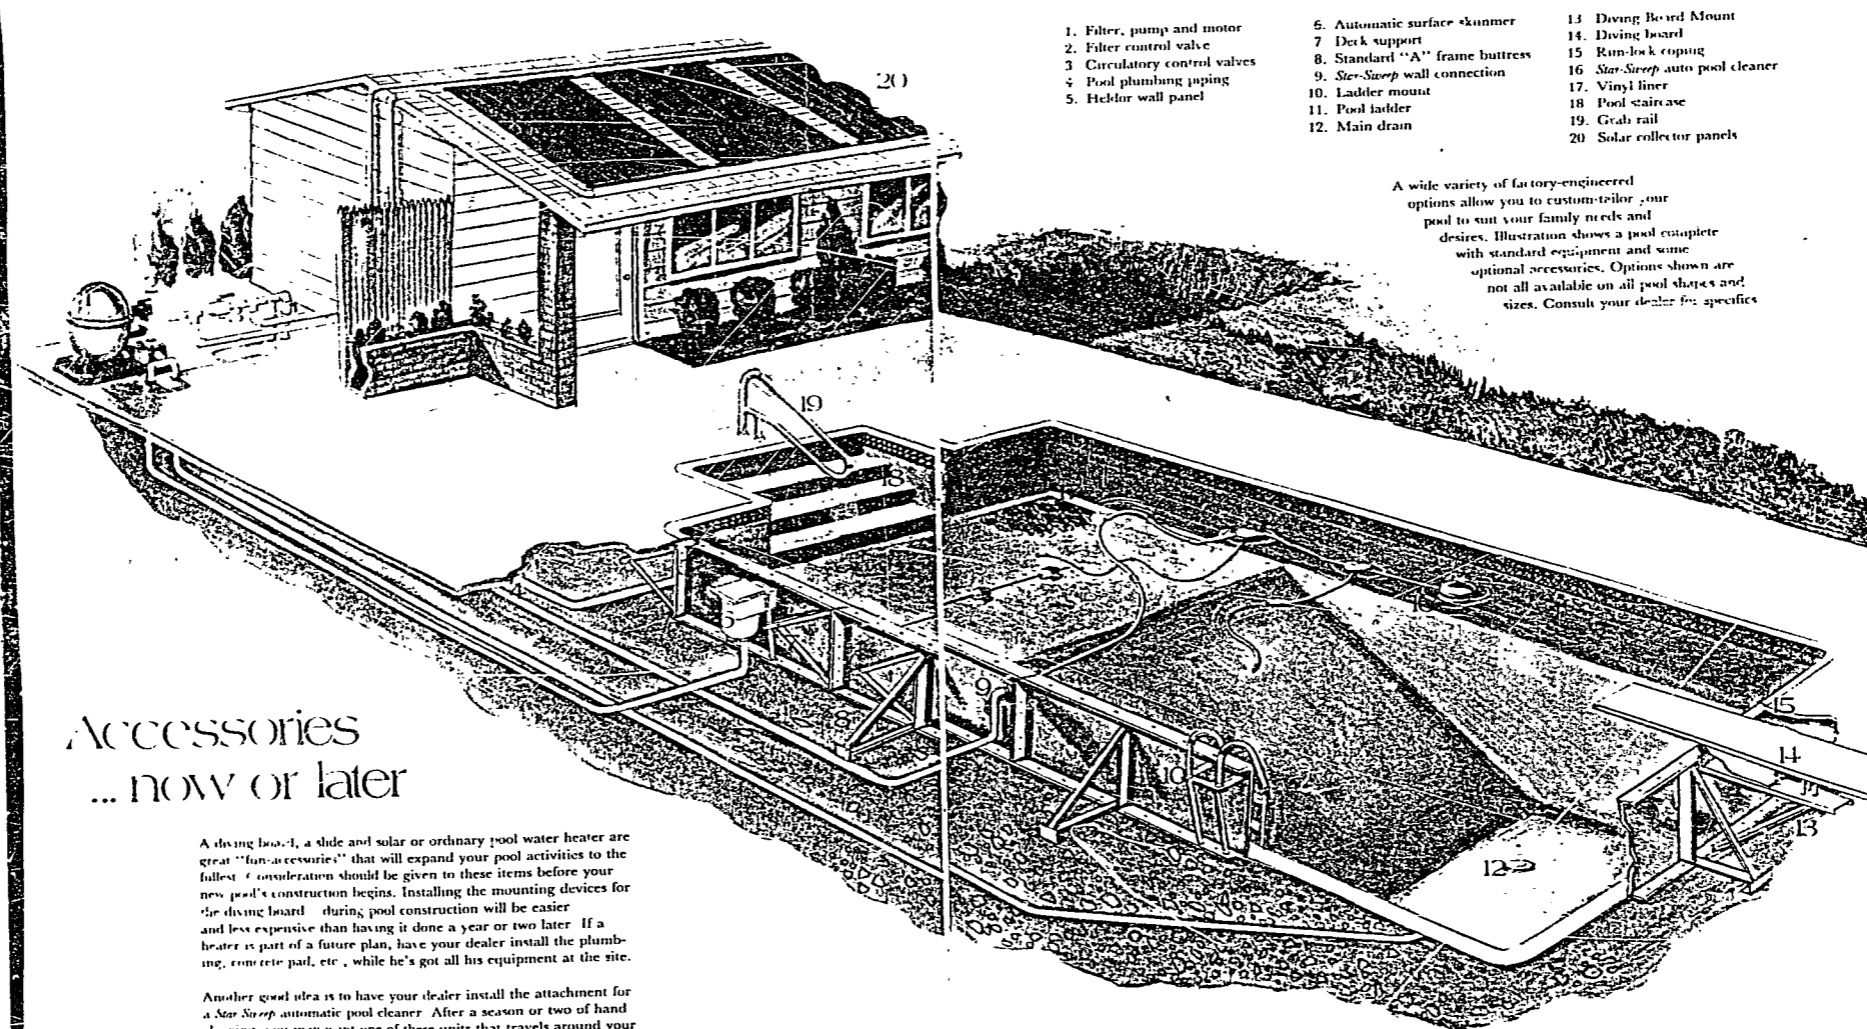 1. Filter, pump and motor
2. Filter control valve
3 Circulatory control valves
4 Pool plumbing piping
5. Heldor wall panel
6. Automatic surface skimmer
7 Deck support
8. Standard "A" frame buttress
9. Star-Sweep wall connection
10. Ladder mount
11. Pool ladder
12. Main drain
13 Diving Board Mount
14. Diving board
15 Rim-lock coping
16 Star-Sweep auto pool cleaner
17. Vinyl liner
18 Pool staircase
19. Grab rail
20 Solar collector panels
A wide variety of factory-engineered
options allow you to custom-tailor your
pool to suit your family needs and
desires. Illustration shows a pool complete
with standard equipment and some
optional accessories. Options shown are
not all available on all pool shapes and
sizes. Consult your dealer for specifics
20
1
19
18
4
6
16
9
8
15
14
10
13
12
Accessories
... now or later
A diving board, a slide and solar or ordinary pool water heater are
great "fun-accessories" that will expand your pool activities to the
fullest Consideration should be given to these items before your
new pool's construction begins. Installing the mounting devices for
the diving board during pool construction will be easier
and less expensive than having it done a year or two later If a
heater is part of a future plan, have your dealer install the plumb-
ing, concrete pad, etc , while he's got all his equipment at the site.
Another good idea is to have your dealer install the attachment for
a Star Sweep automatic pool cleaner After a season or two of hand
one of these units that travels around your